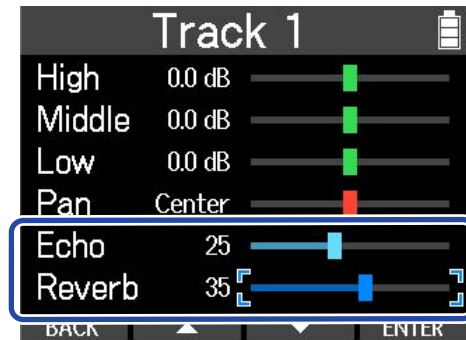 Track 1
High 0.0 dB
Middle 0.0 dB
Low 0.0 dB
Pan Center
Echo 25
Reverb 35
BACK ENTER